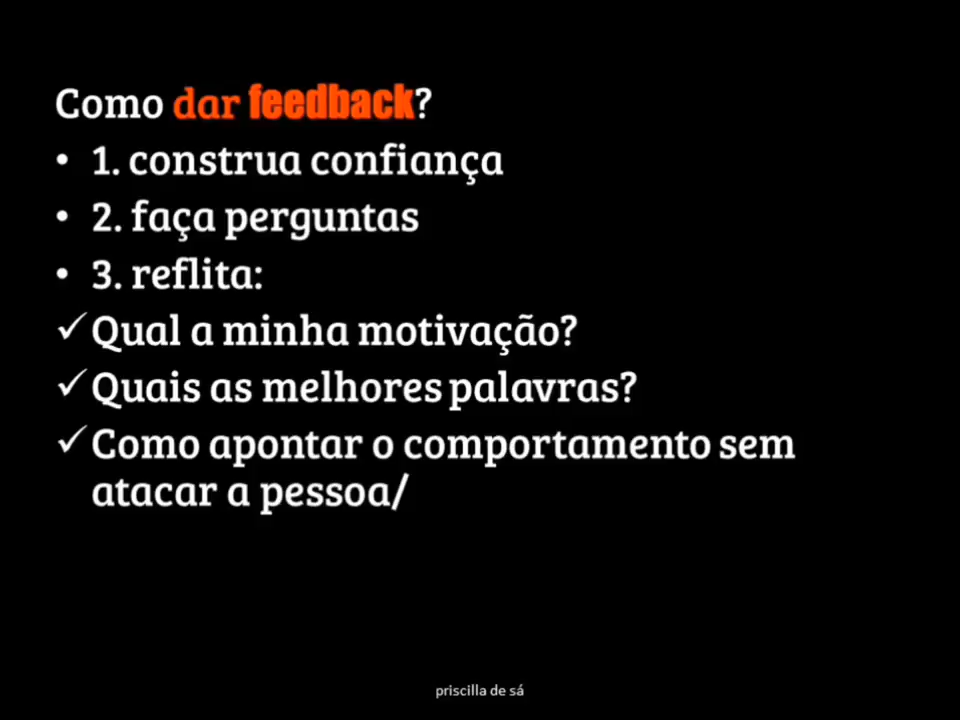 Como dar feedback?
• 1. construa confiança
• 2. faça perguntas
• 3. reflita:
✓ Qual a minha motivação?
✓ Quais as melhores palavras?
✓ Como apontar o comportamento sem
atacar a pessoa/
priscilla de sá